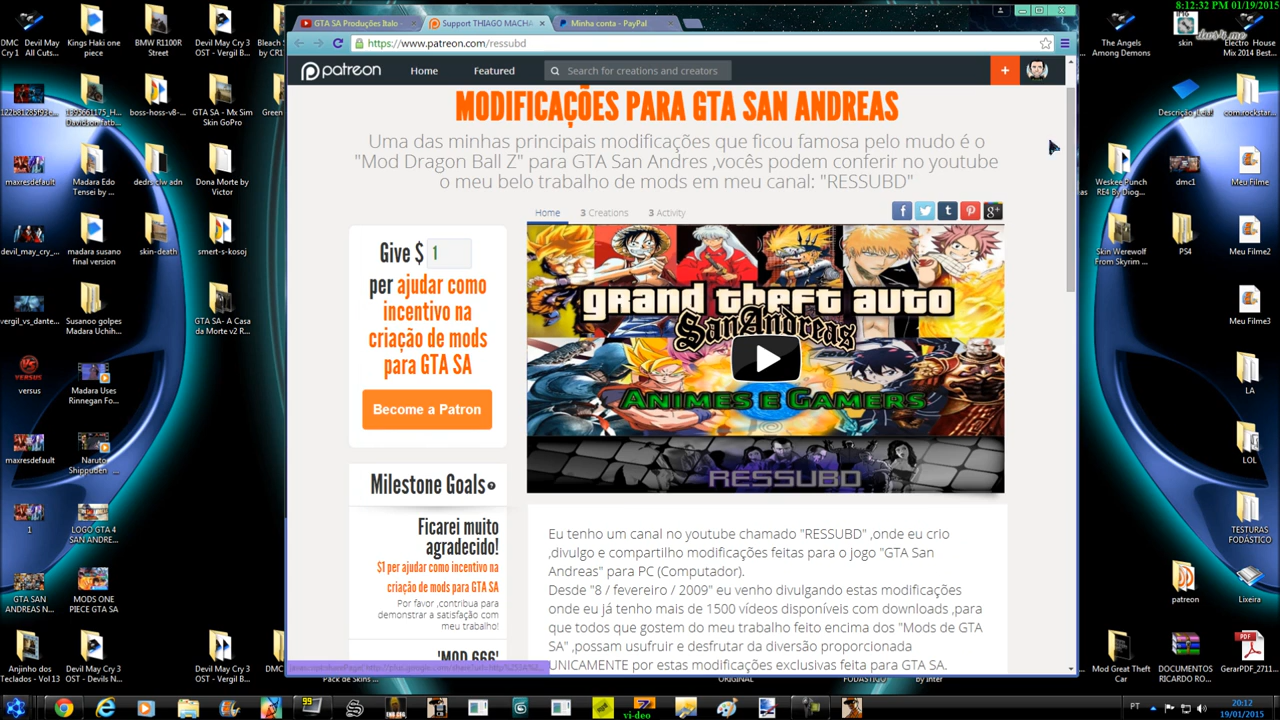 8:12:32 PM 01/19/2015
GTA SA Produções Ítalo
Support THIAGO MACHA
Minha conta - PayPal
https://www.patreon.com/ressubd
patreon
Home
Featured
Search for creations and creators
MODIFICAÇÕES PARA GTA SAN ANDREAS
Uma das minhas principais modificações que ficou famosa pelo mudo é o
"Mod Dragon Ball Z" para GTA San Andres ,vocês podem conferir no youtube
o meu belo trabalho de mods em meu canal: "RESSUBD"
Home
3 Creations
3 Activity
Give $ 1
per ajudar como
incentivo na
criação de mods
para GTA SA
Become a Patron
Milestone Goals
Ficarei muito
agradecido!
$1 per ajudar como incentivo na
criação de mods para GTA SA
Por favor ,contribua para
demonstrar a satisfação com
meu trabalho!
'MOD 666'
grand theft auto
San Andreas
ANIMES E GAMERS
RESSUBD
Eu tenho um canal no youtube chamado "RESSUBD" ,onde eu crio
,divulgo e compartilho modificações feitas para o jogo "GTA San
Andreas" para PC (Computador).
Desde "8 / fevereiro / 2009" eu venho divulgando estas modificações
onde eu já tenho mais de 1500 vídeos disponíveis com downloads ,para
que todos que gostem do meu trabalho feito encima dos "Mods de GTA
SA" ,possam usufruir e desfrutar da diversão proporcionada
UNICAMENTE por estas modificações exclusivas feita para GTA SA.
DMC Devil May Cry 1 All Cuts...
Kings Haki one Piece
BMW R1100R Street
Devil May Cry 3 OST - Vergil B...
maxresdefault
Madara Edo Tensei by ...
dedrs clw adn
Dona Morte by Victor
GTA SA - Mx Sim Skin GoPro
devil_may_cry_...
madara susano final version
skin-death
smert-s-kosoj
vergil_vs_dante...
Susanoo golpes Madara Uchih...
GTA SA- A Casa da Morte v2 R...
versus
Madara Uses Rinnegan Fo...
maxresdefault
Naruto Shippuden ...
1
LOGO GTA 4 SAN ANDRE...
GTA SAN ANDREAS N...
MODS ONE PIECE GTA SA
Anjinho dos Teclados - Vol 13
Devil May Cry 3 OST - Devils N...
The Angels Among Demons
skin
Electro House Mix 2014 Best...
Weskee Punch RE4 By Diog...
dmc1
Meu Filme
Skin Werewolf From Skyrim ...
PS4
Meu Filme2
Meu Filme3
LA
LOL
TESTURAS FODÁSTICO
patreon
Lixeira
Mod Great Theft Car
DOCUMENTOS RICARDO RO...
GerarPDF_2711...
ORIGINAL
PT
20:12
19/01/2015